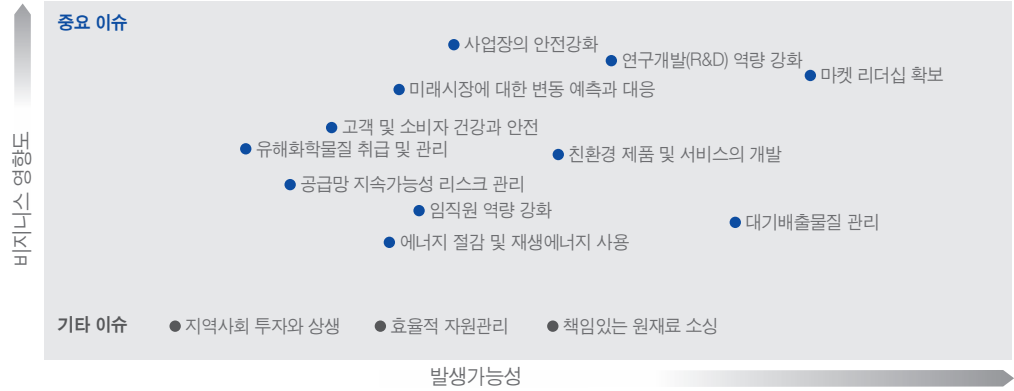 중요 이슈
사업장의 안전강화
연구개발(R&D) 역량 강화
마켓 리더십 확보
미래시장에 대한 변동 예측과 대응
고객 및 소비자 건강과 안전
유해화학물질 취급 및 관리
친환경 제품 및 서비스의 개발
공급망 지속가능성 리스크 관리
임직원 역량 강화
대기배출물질 관리
에너지 절감 및 재생에너지 사용
비지니스 영향도
기타 이슈
지역사회 투자와 상생
효율적 자원관리
책임있는 원재료 소싱
발생가능성